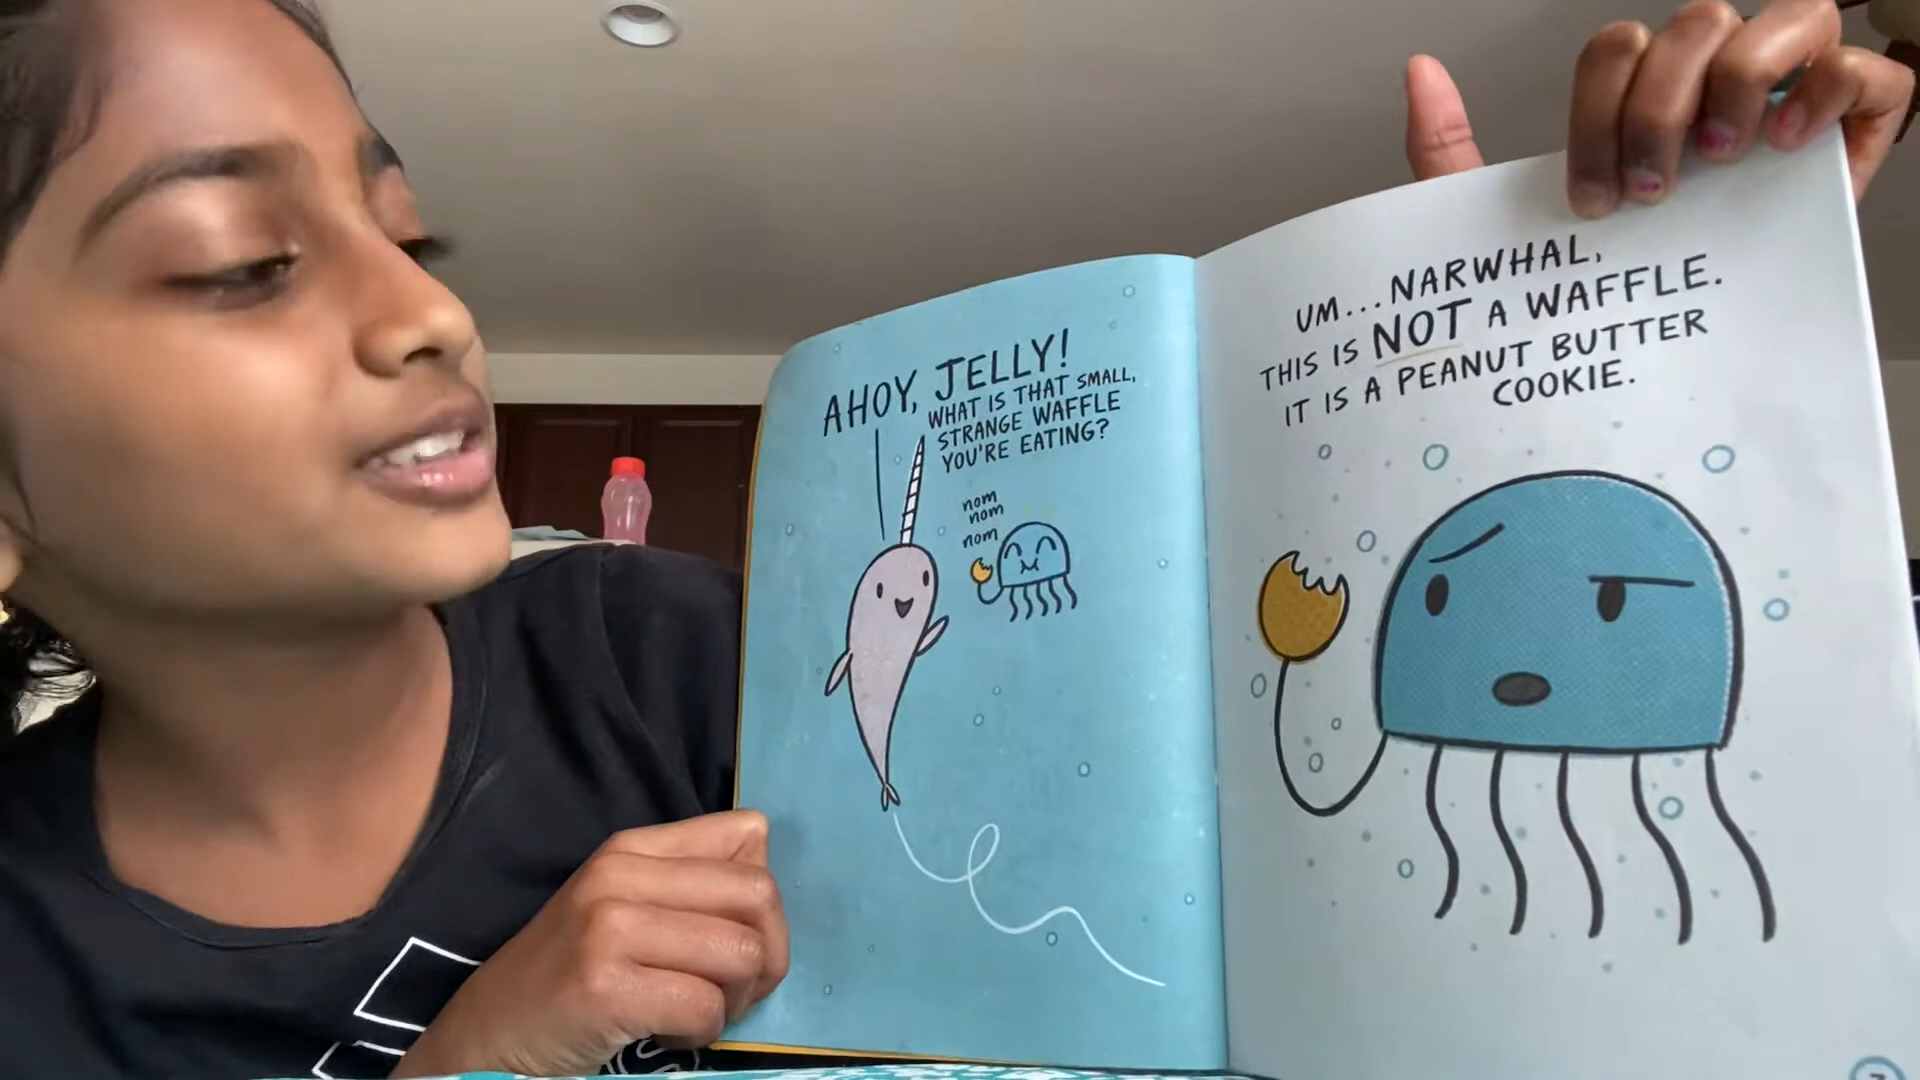 AHOY, JELLY!
WHAT IS THAT SMALL,
STRANGE WAFFLE
YOU'RE EATING?
nom
nom
nom
UM...NARWHAL,
THIS IS NOT A WAFFLE.
IT IS A PEANUT BUTTER
COOKIE.